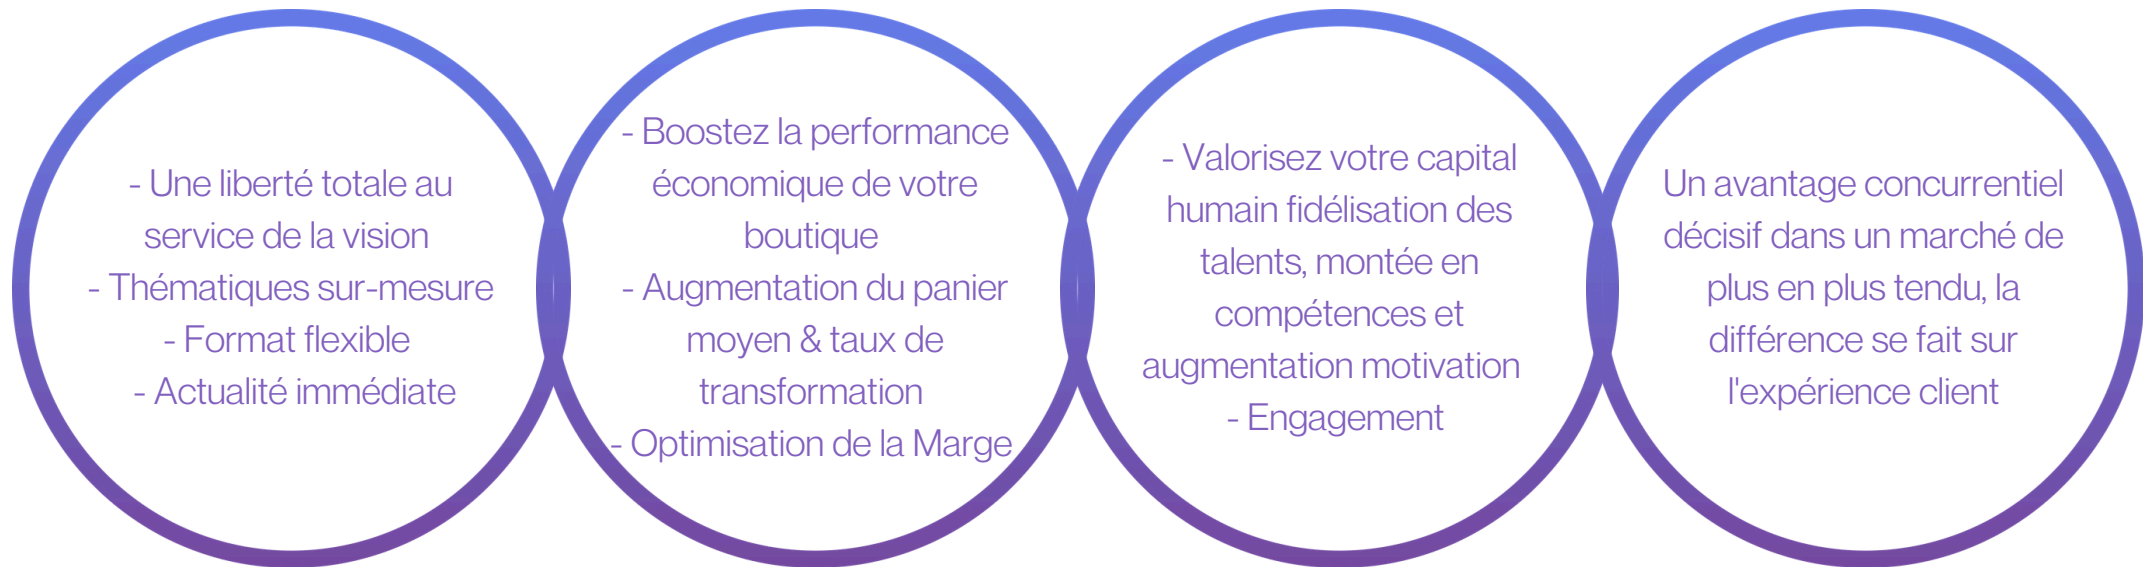 - Une liberté totale au
service de la vision
- Thématiques sur-mesure
- Format flexible
- Actualité immédiate
- Boostez la performance
économique de votre
boutique
- Augmentation du panier
moyen & taux de
transformation
- Optimisation de la Marge
- Valorisez votre capital
humain fidélisation des
talents, montée en
compétences et
augmentation motivation
- Engagement
Un avantage concurrentiel
décisif dans un marché de
plus en plus tendu, la
différence se fait sur
l'expérience client